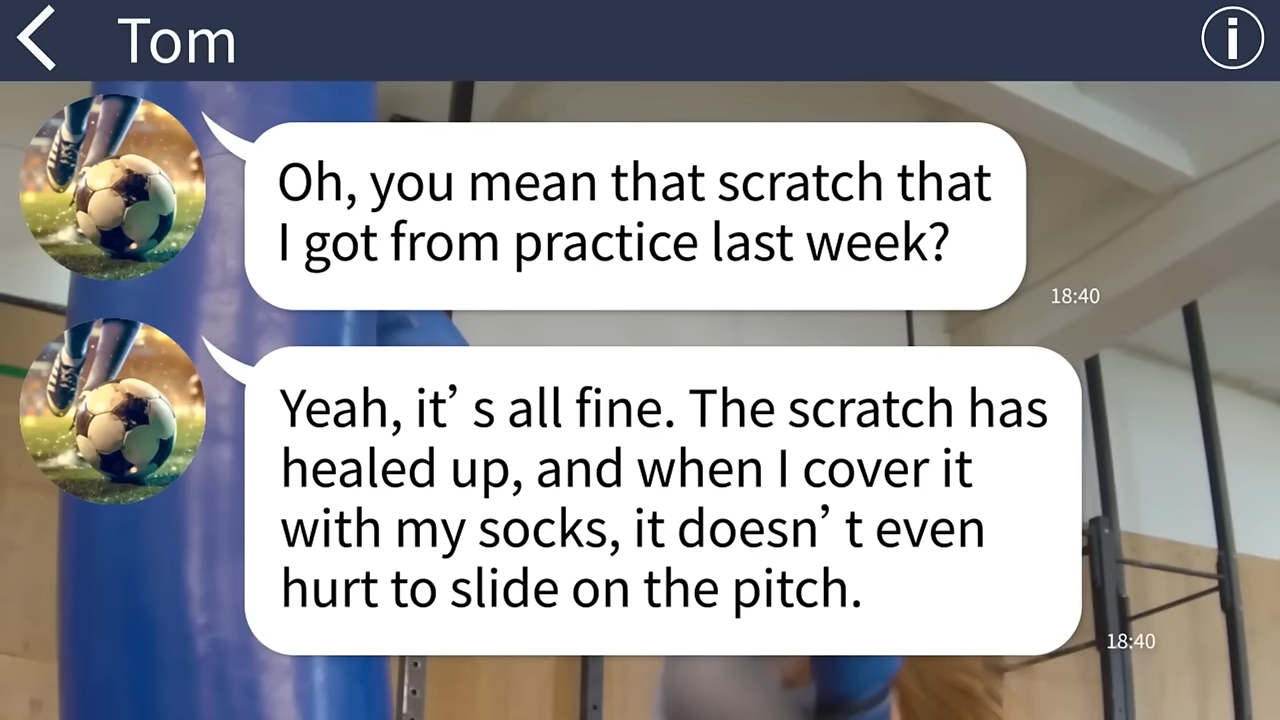 Tom
Oh, you mean that scratch that
I got from practice last week?
18:40
Yeah, it’ s all fine. The scratch has
healed up, and when I cover it
with my socks, it doesn’ t even
hurt to slide on the pitch.
18:40